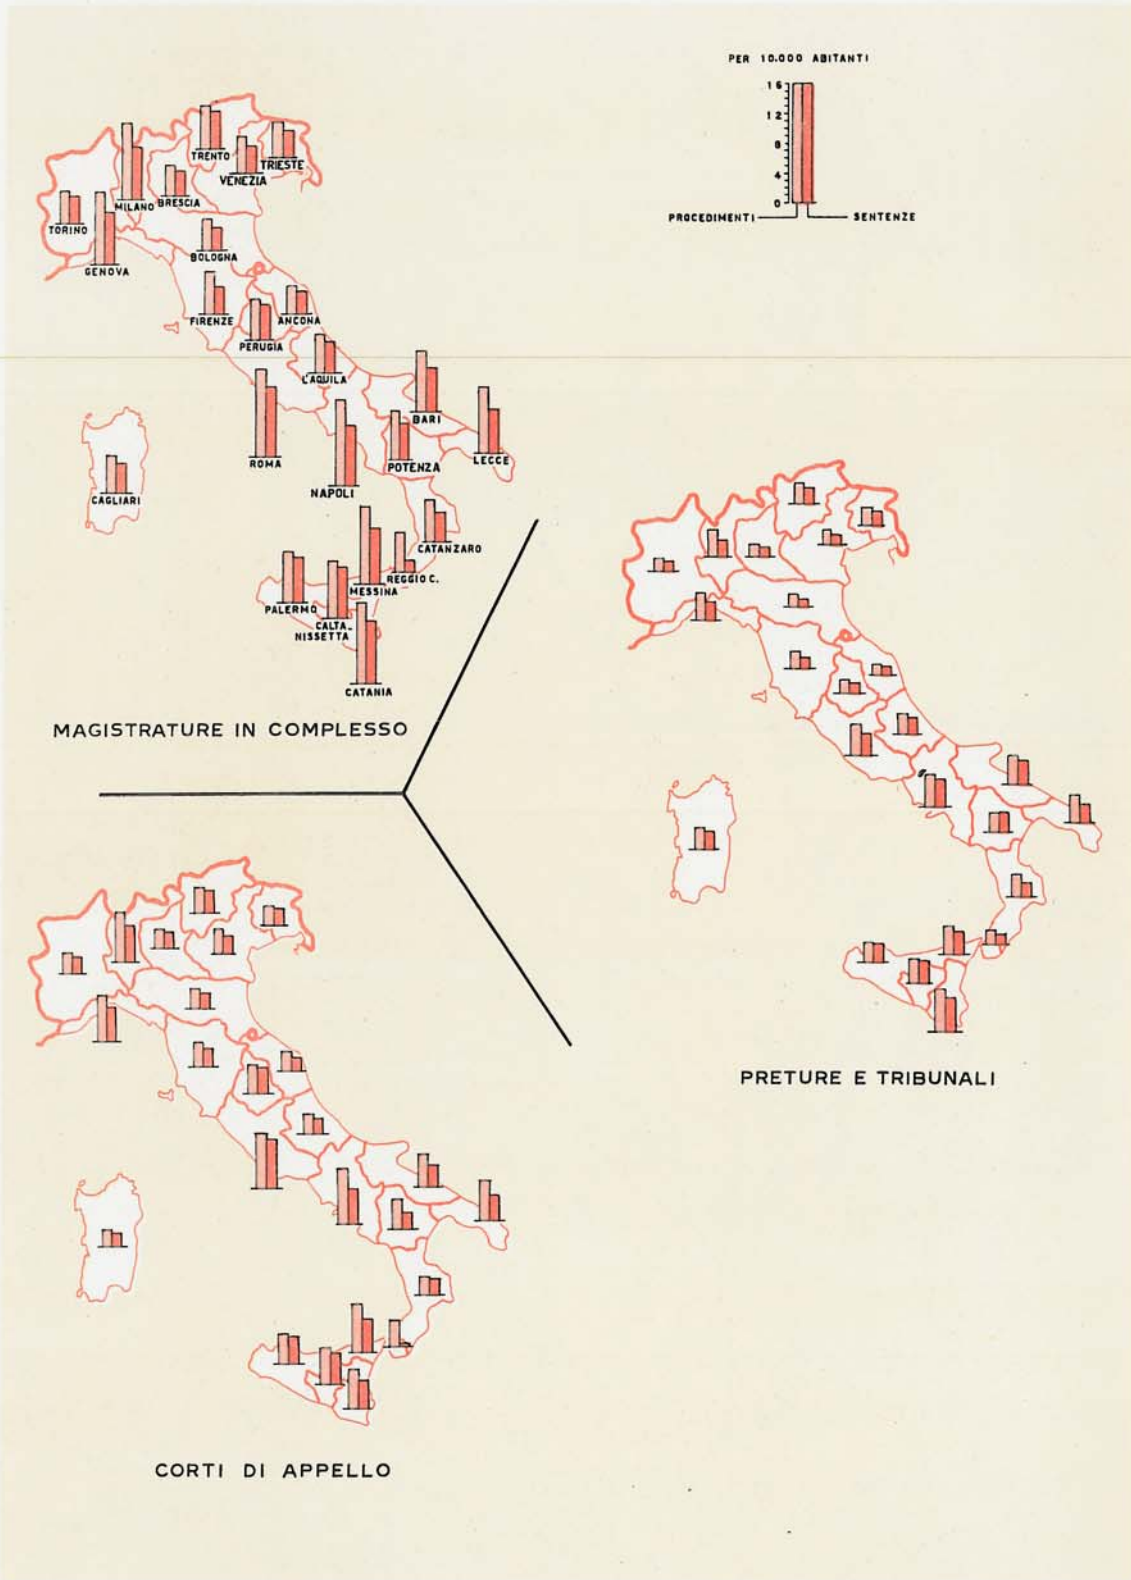 PER 10.000 ABITANTI
16
12
8
4
0
PROCEDIMENTI
SENTENZE
TRENTO
TRIESTE
VENEZIA
MILANO
BRESCIA
TORINO
BOLOGNA
GENOVA
FIRENZE
ANCONA
PERUGIA
L'AQUILA
BARI
ROMA
POTENZA
LECCE
NAPOLI
CAGLIARI
CATANZARO
REGGIO C.
MESSINA
PALERMO
CALTA_
NISSETTA
CATANIA
MAGISTRATURE IN COMPLESSO
PRETURE E TRIBUNALI
CORTI DI APPELLO